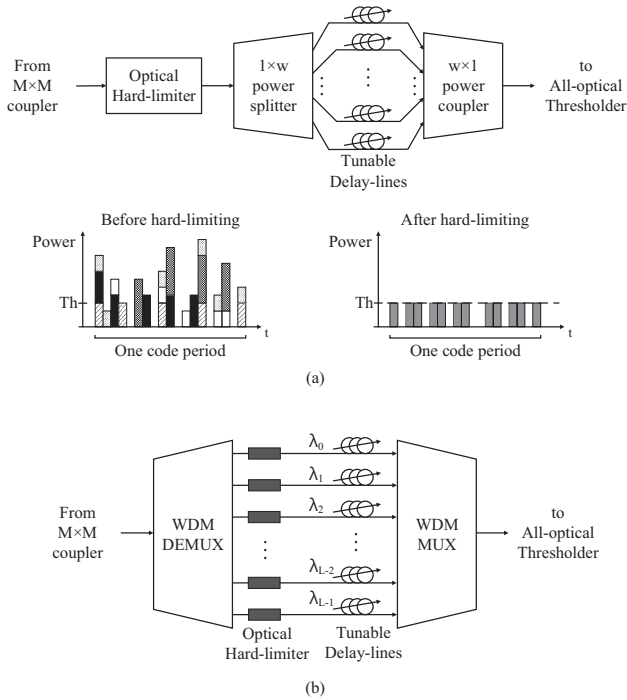 From
M×M
coupler
Optical
Hard-limiter
1×w
power
splitter
w×1
power
coupler
to
All-optical
Thresholder
Tunable
Delay-lines
Before hard-limiting
Power
Th
t
One code period
After hard-limiting
Power
Th
t
One code period
(a)
From
M×M
coupler
WDM
DEMUX
λ0
λ1
λ2
λL-2
λL-1
WDM
MUX
to
All-optical
Thresholder
Optical
Hard-limiter
Tunable
Delay-lines
(b)